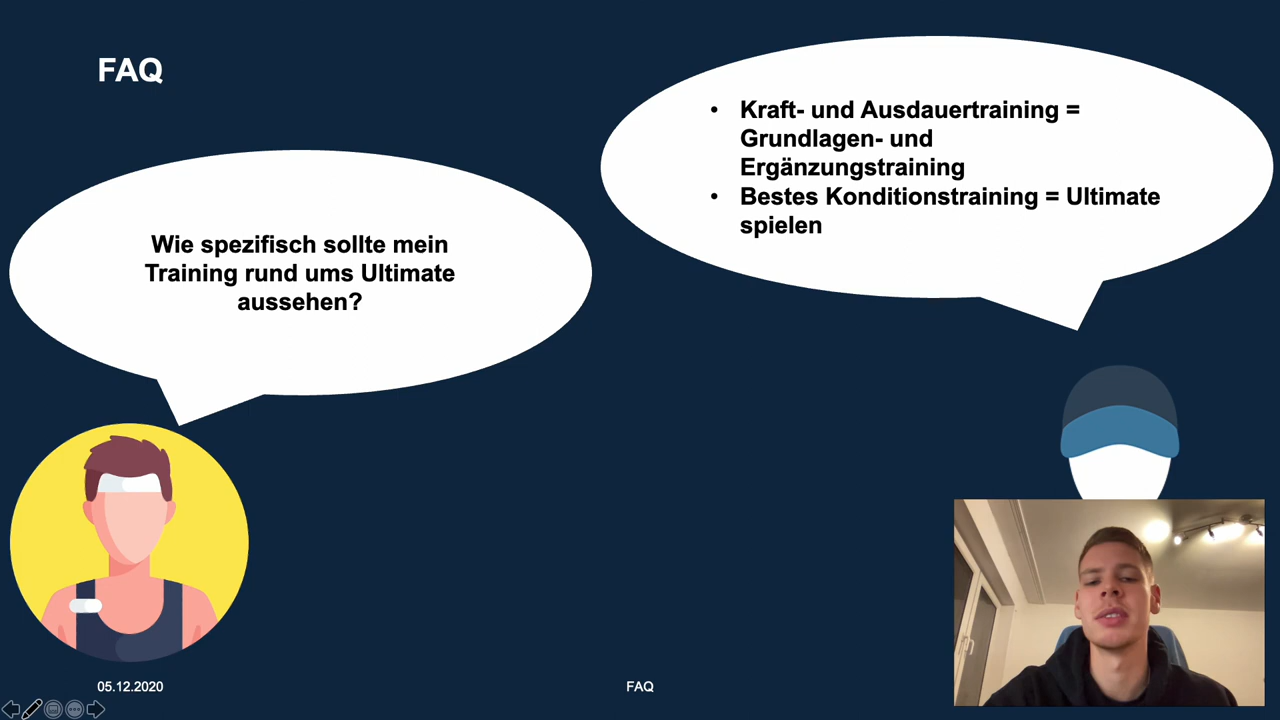 FAQ
Wie spezifisch sollte mein
Training rund ums Ultimate
aussehen?
• Kraft- und Ausdauertraining =
Grundlagen- und
Ergänzungstraining
• Bestes Konditionstraining = Ultimate
spielen
05.12.2020
FAQ